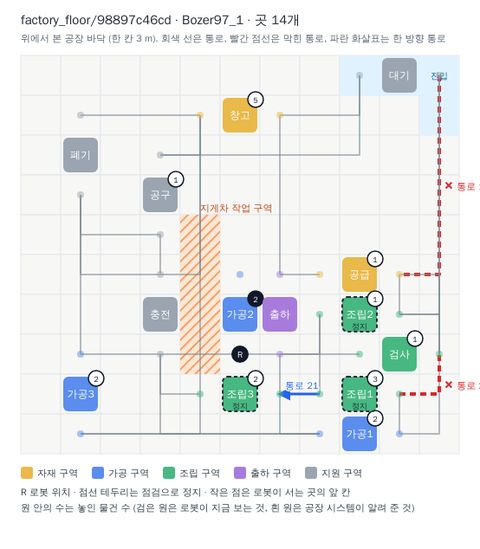 factory_floor/98897c46cd · Bozer97_1 · 곳 14개
위에서 본 공장 바닥 (한 칸 3 m). 회색 선은 통로, 빨간 점선은 막힌 통로, 파란 화살표는 한 방향 통로
대기
5
창고
✕ 통로
폐기
1
공구
지게차 작업 구역
1
공급
2
1
충전
가공2
출하
조립2
정지
R
1
검사
2
가공3
2
조립3
정지
통로 21
3
조립1
정지
✕ 통로
2
가공1
자재 구역
가공 구역
조립 구역
출하 구역
지원 구역
R 로봇 위치 · 점선 테두리는 점검으로 정지 · 작은 점은 로봇이 서는 곳의 앞 칸
원 안의 수는 놓인 물건 수 (검은 원은 로봇이 지금 보는 것, 흰 원은 공장 시스템이 알려 준 것)